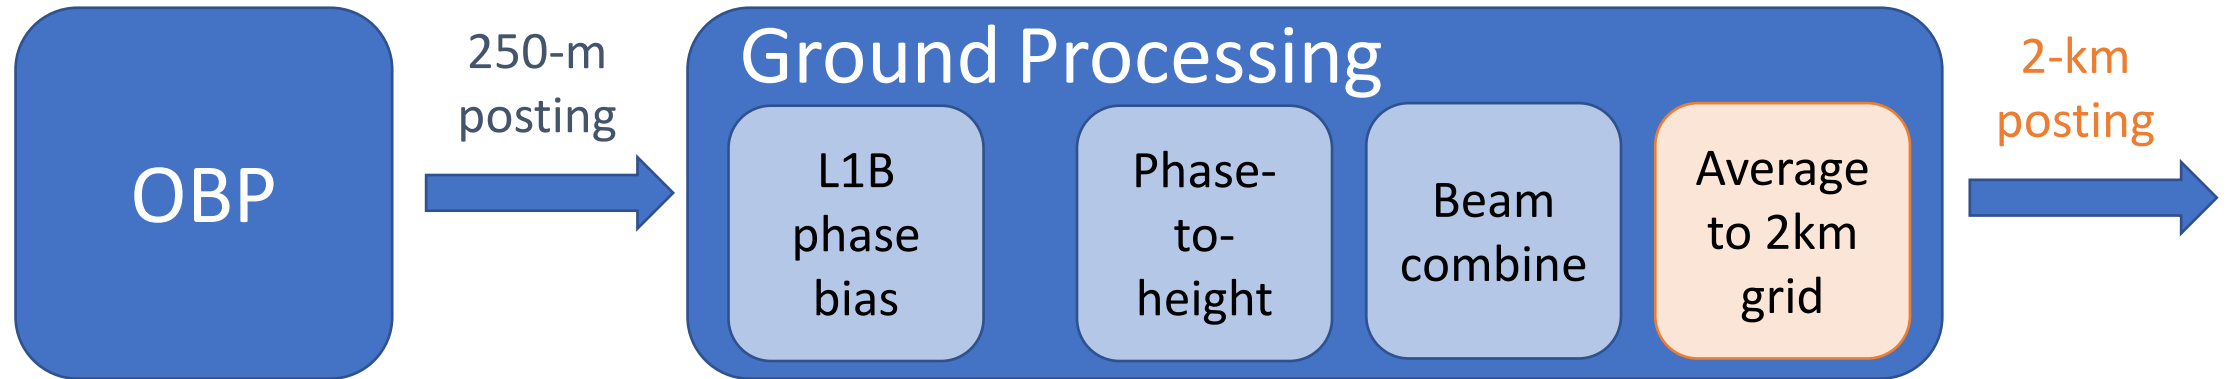 OBP
250-m
posting
Ground Processing
L1B
phase
bias
Phase-
to-
height
Beam
combine
Average
to 2km
grid
2-km
posting